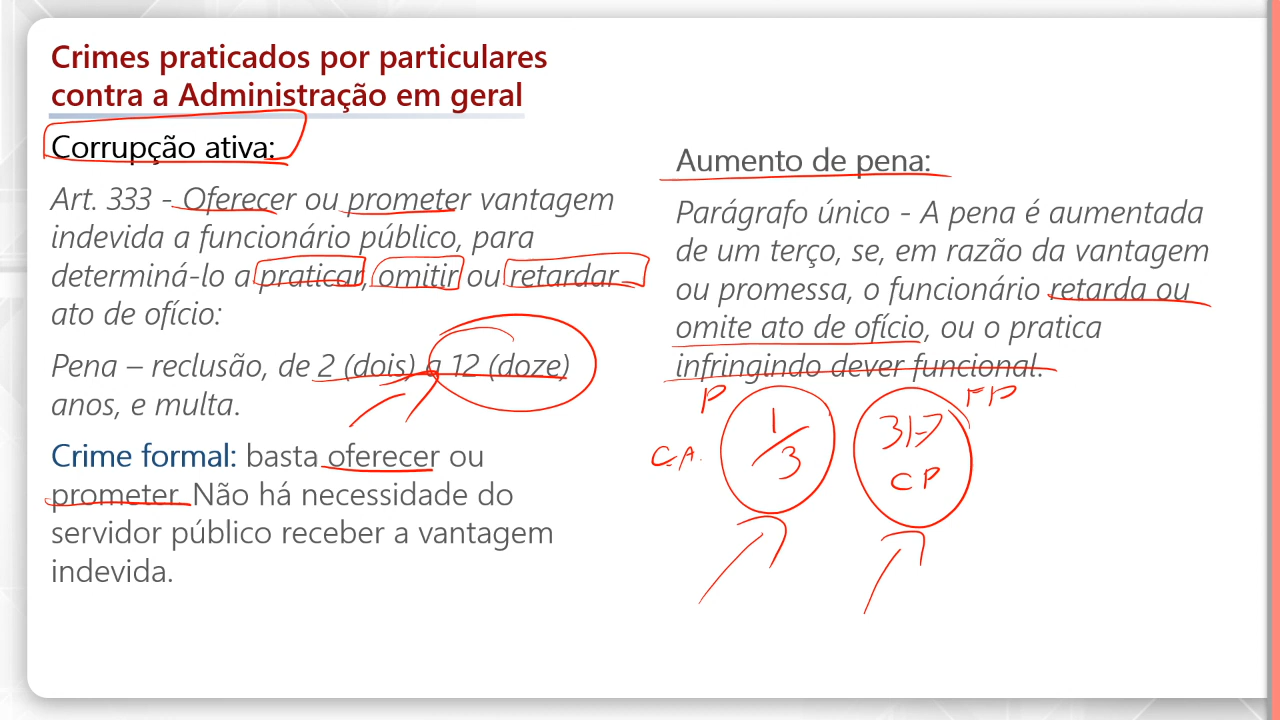 Crimes praticados por particulares
contra a Administração em geral
Corrupção ativa:
Art. 333 - Oferecer ou prometer vantagem
indevida a funcionário público, para
determiná-lo a praticar, omitir ou retardar
ato de ofício:
Pena – reclusão, de 2 (dois) a 12 (doze)
anos, e multa.
Crime formal: basta oferecer ou
prometer. Não há necessidade do
servidor público receber a vantagem
indevida.
Aumento de pena:
Parágrafo único - A pena é aumentada
de um terço, se, em razão da vantagem
ou promessa, o funcionário retarda ou
omite ato de ofício, ou o pratica
infringindo dever funcional.
P
FP
C.A.
1/3
317
CP